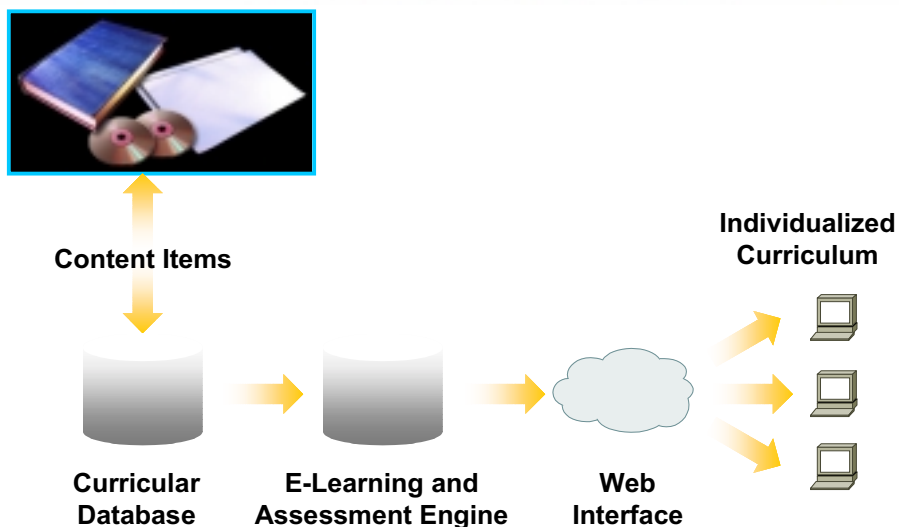 Content Items
Individualized
Curriculum
Curricular
Database
E-Learning and
Assessment Engine
Web
Interface